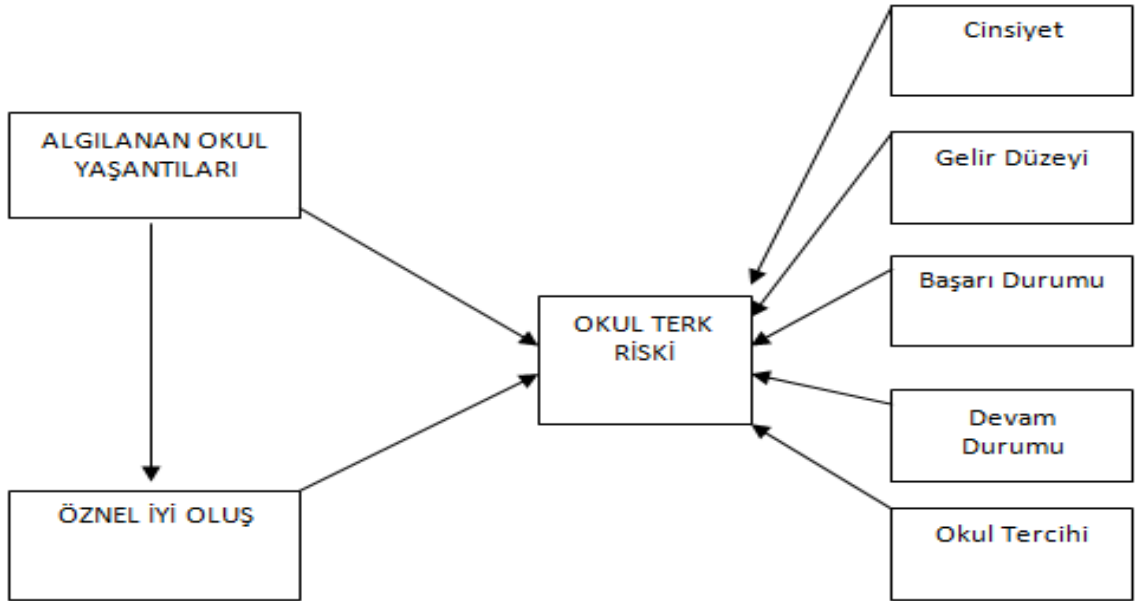 ALGILANAN OKUL
YAŞANTILARI
ÖZNEL İYİ OLUŞ
OKUL TERK
RİSKİ
Cinsiyet
Gelir Düzeyi
Başarı Durumu
Devam
Durumu
Okul Tercihi